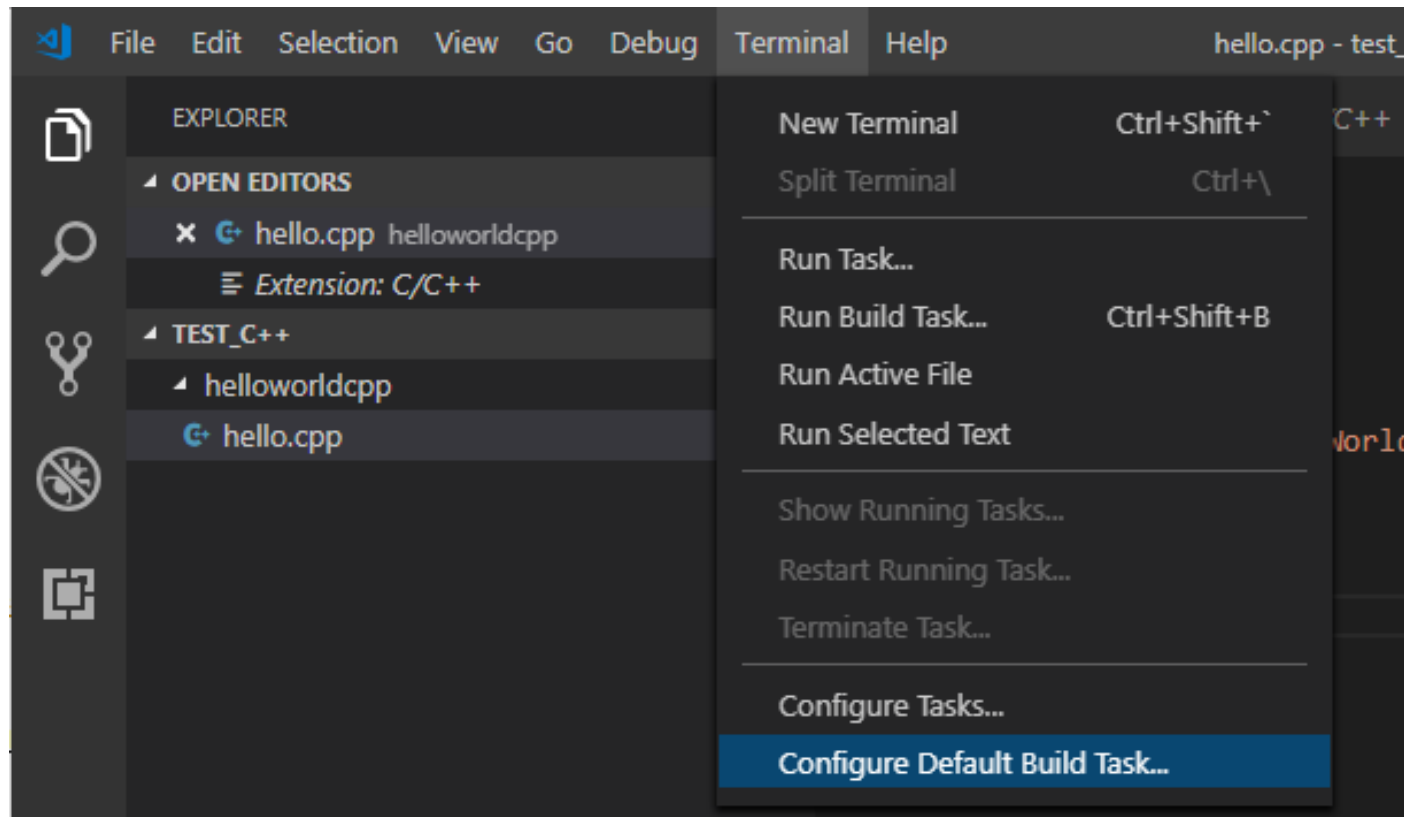 File Edit Selection View Go Debug Terminal Help hello.cpp - test_
EXPLORER
OPEN EDITORS
hello.cpp helloworldcpp
Extension: C/C++
TEST_C++
helloworldcpp
hello.cpp
New Terminal Ctrl+Shift+`
Split Terminal Ctrl+\
Run Task...
Run Build Task... Ctrl+Shift+B
Run Active File
Run Selected Text
Show Running Tasks...
Restart Running Task...
Terminate Task...
Configure Tasks...
Configure Default Build Task...
/C++